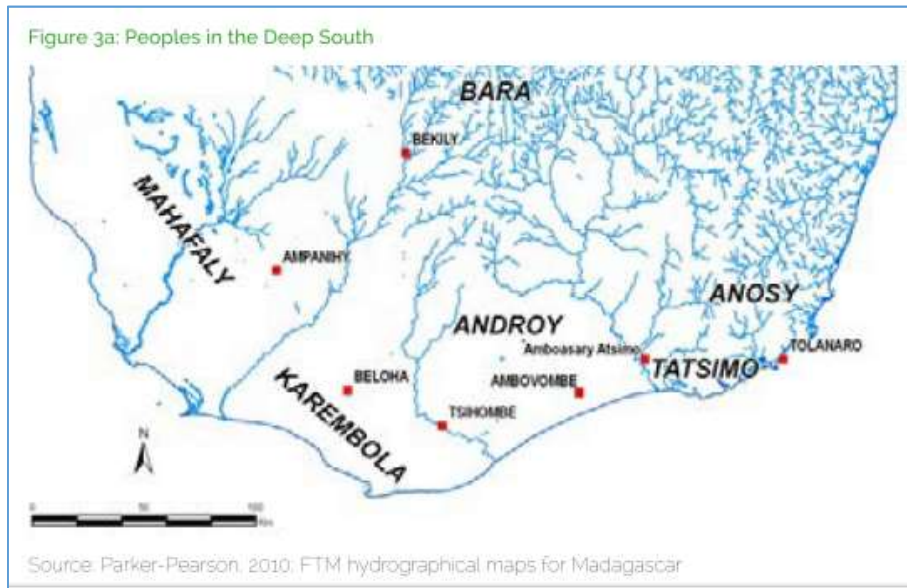 Figure 3a: Peoples in the Deep South
BARA
BEKILY
MAHAFALY
AMPANIHY
ANOSY
ANDROY
Amboasary Atsimo
TOLANARO
TATSIMO
BELOHA
AMBOVOMBE
KAREMBOLA
TSIHOMBE
N
0 50 100
Kms
Source: Parker-Pearson, 2010; FTM hydrographical maps for Madagascar